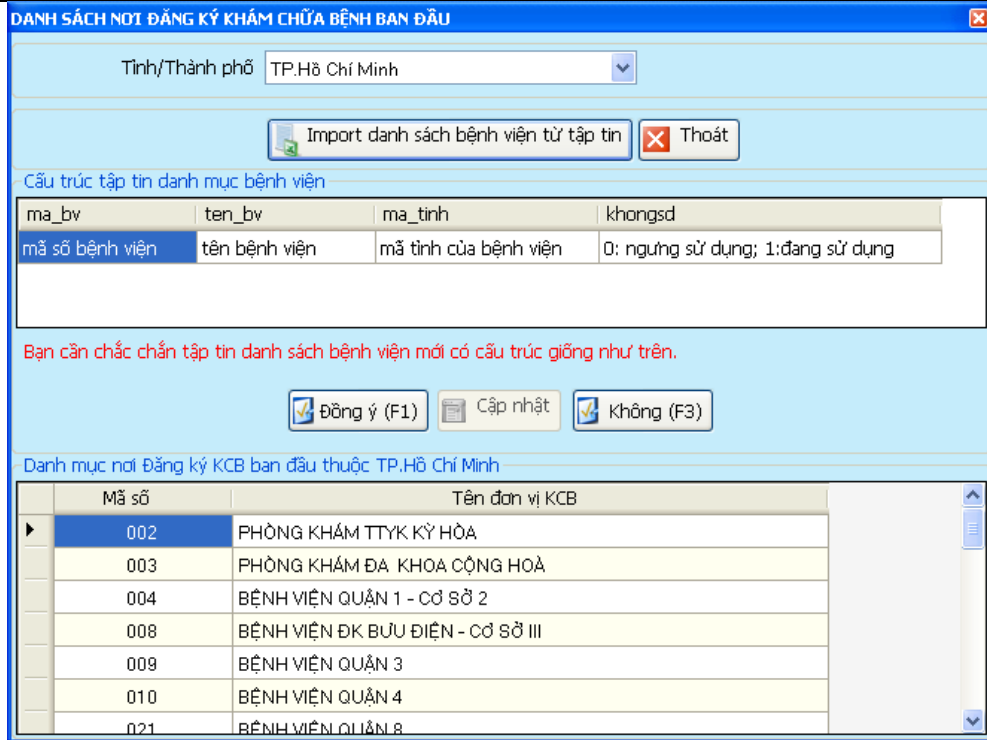 DANH SÁCH NƠI ĐĂNG KÝ KHÁM CHỮA BỆNH BAN ĐẦU
Tỉnh/Thành phố TP.Hồ Chí Minh
Import danh sách bệnh viện từ tập tin Thoát
Cấu trúc tập tin danh mục bệnh viện
ma_bv ten_bv ma_tinh khongsd
mã số bệnh viện tên bệnh viện mã tỉnh của bệnh viện 0: ngưng sử dụng; 1:đang sử dụng
Bạn cần chắc chắn tập tin danh sách bệnh viện mới có cấu trúc giống như trên.
Đồng ý (F1) Cập nhật Không (F3)
Danh mục nơi Đăng ký KCB ban đầu thuộc TP.Hồ Chí Minh
Mã số Tên đơn vị KCB
002 PHÒNG KHÁM TTYK KỲ HÒA
003 PHÒNG KHÁM ĐA KHOA CỘNG HOÀ
004 BỆNH VIỆN QUẬN 1 - CƠ SỞ 2
008 BỆNH VIỆN ĐK BƯU ĐIỆN - CƠ SỞ III
009 BỆNH VIỆN QUẬN 3
010 BỆNH VIỆN QUẬN 4
021 BỆNH VIỆN QUẬN 8